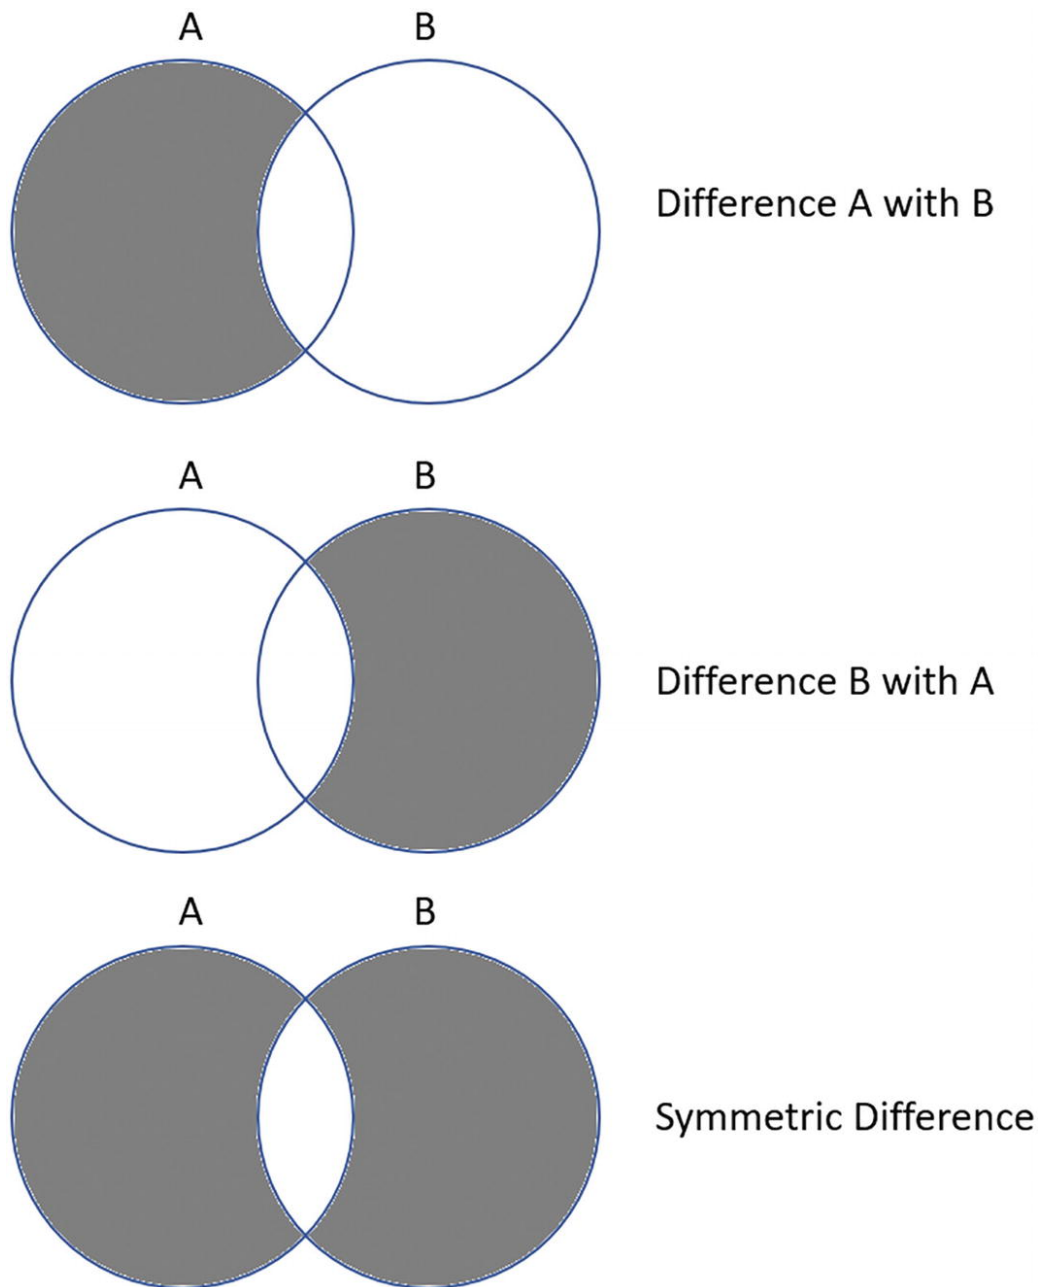 A B
Difference A with B
A B
Difference B with A
A B
Symmetric Difference